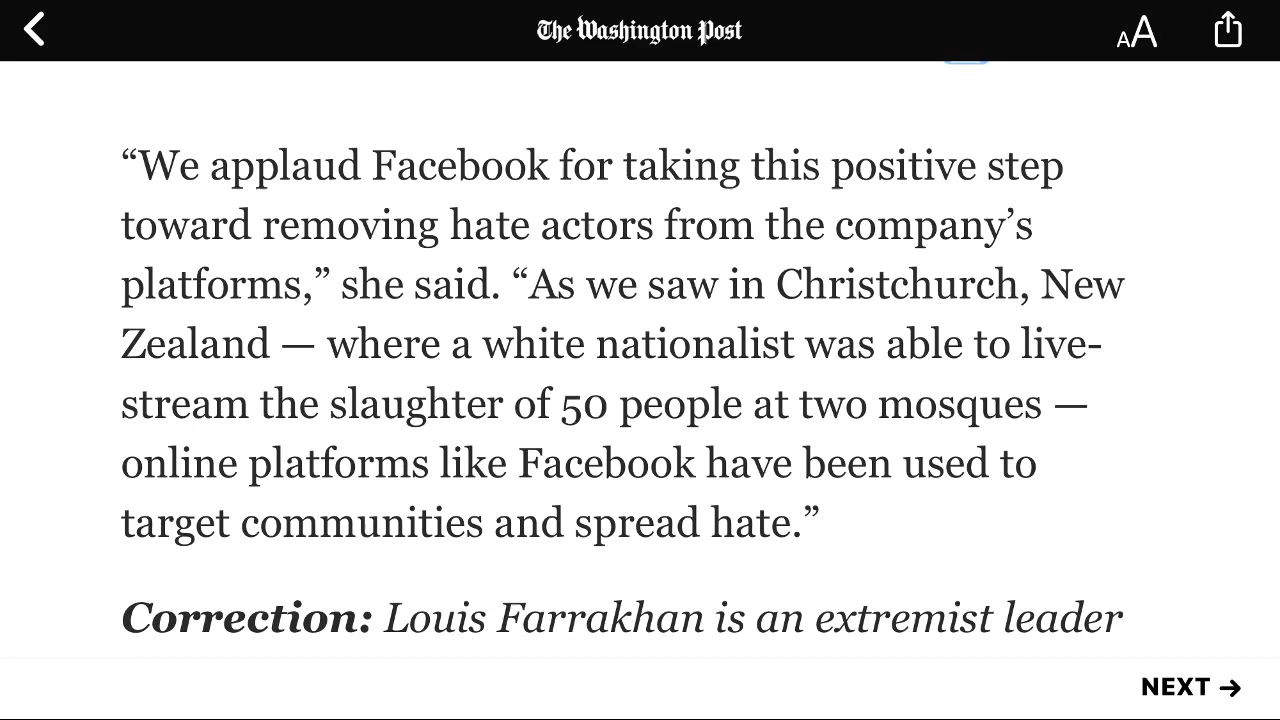 The Washington Post
AA
“We applaud Facebook for taking this positive step
toward removing hate actors from the company’s
platforms,” she said. “As we saw in Christchurch, New
Zealand — where a white nationalist was able to live-
stream the slaughter of 50 people at two mosques —
online platforms like Facebook have been used to
target communities and spread hate.”
Correction: Louis Farrakhan is an extremist leader
NEXT →